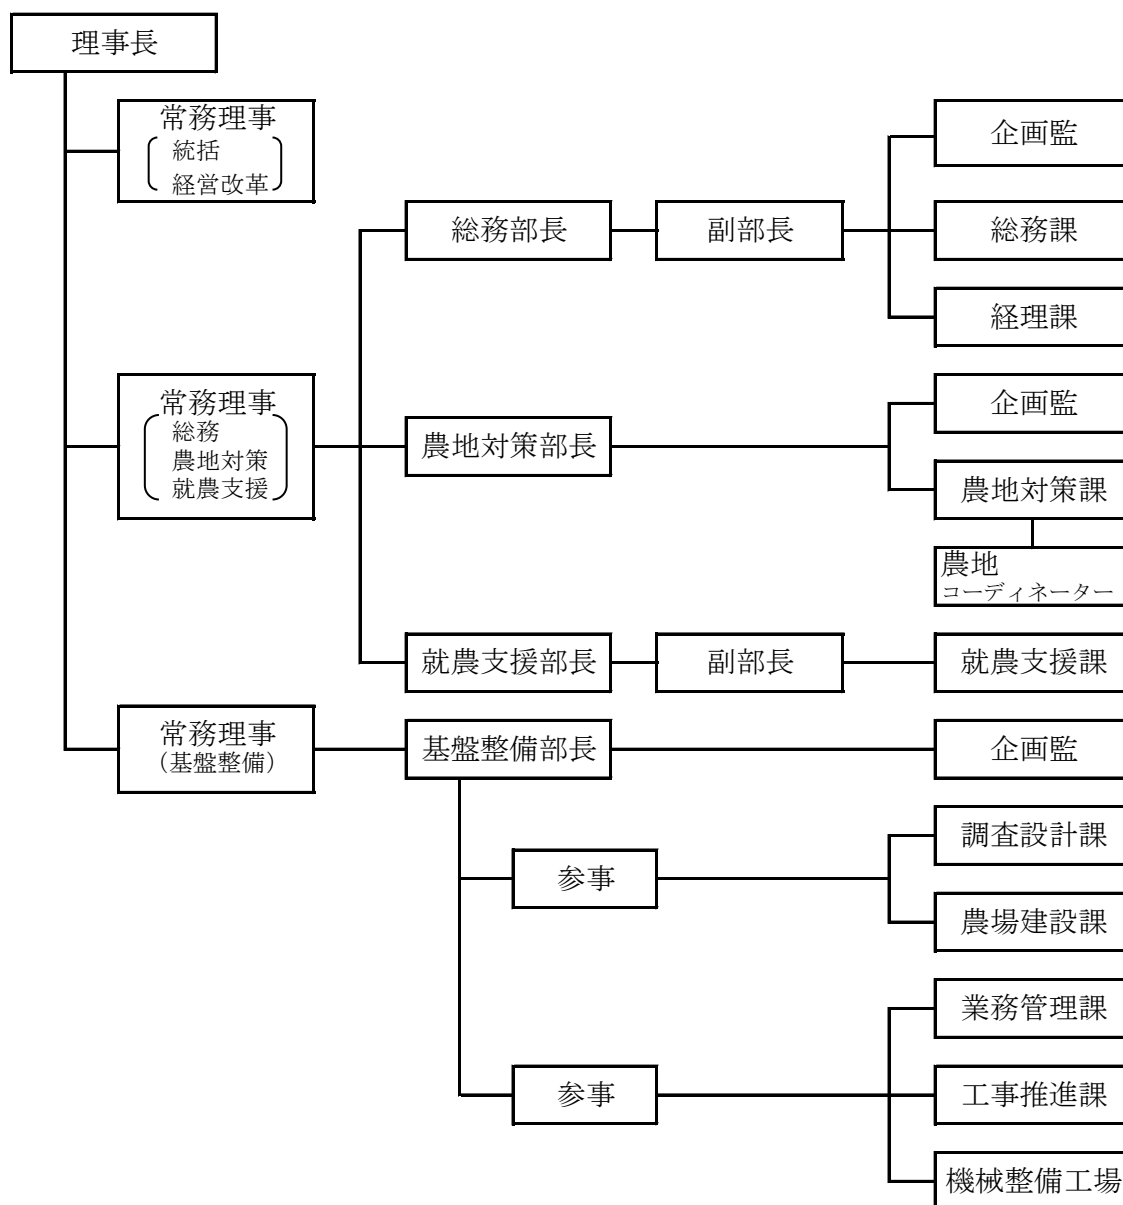 理事長
常務理事
統括
経営改革
企画監
総務部長
副部長
総務課
経理課
常務理事
総務
農地対策
就農支援
農地対策部長
企画監
農地対策課
農地
コーディネーター
就農支援部長
副部長
就農支援課
常務理事
（基盤整備）
基盤整備部長
企画監
参事
調査設計課
農場建設課
参事
業務管理課
工事推進課
機械整備工場